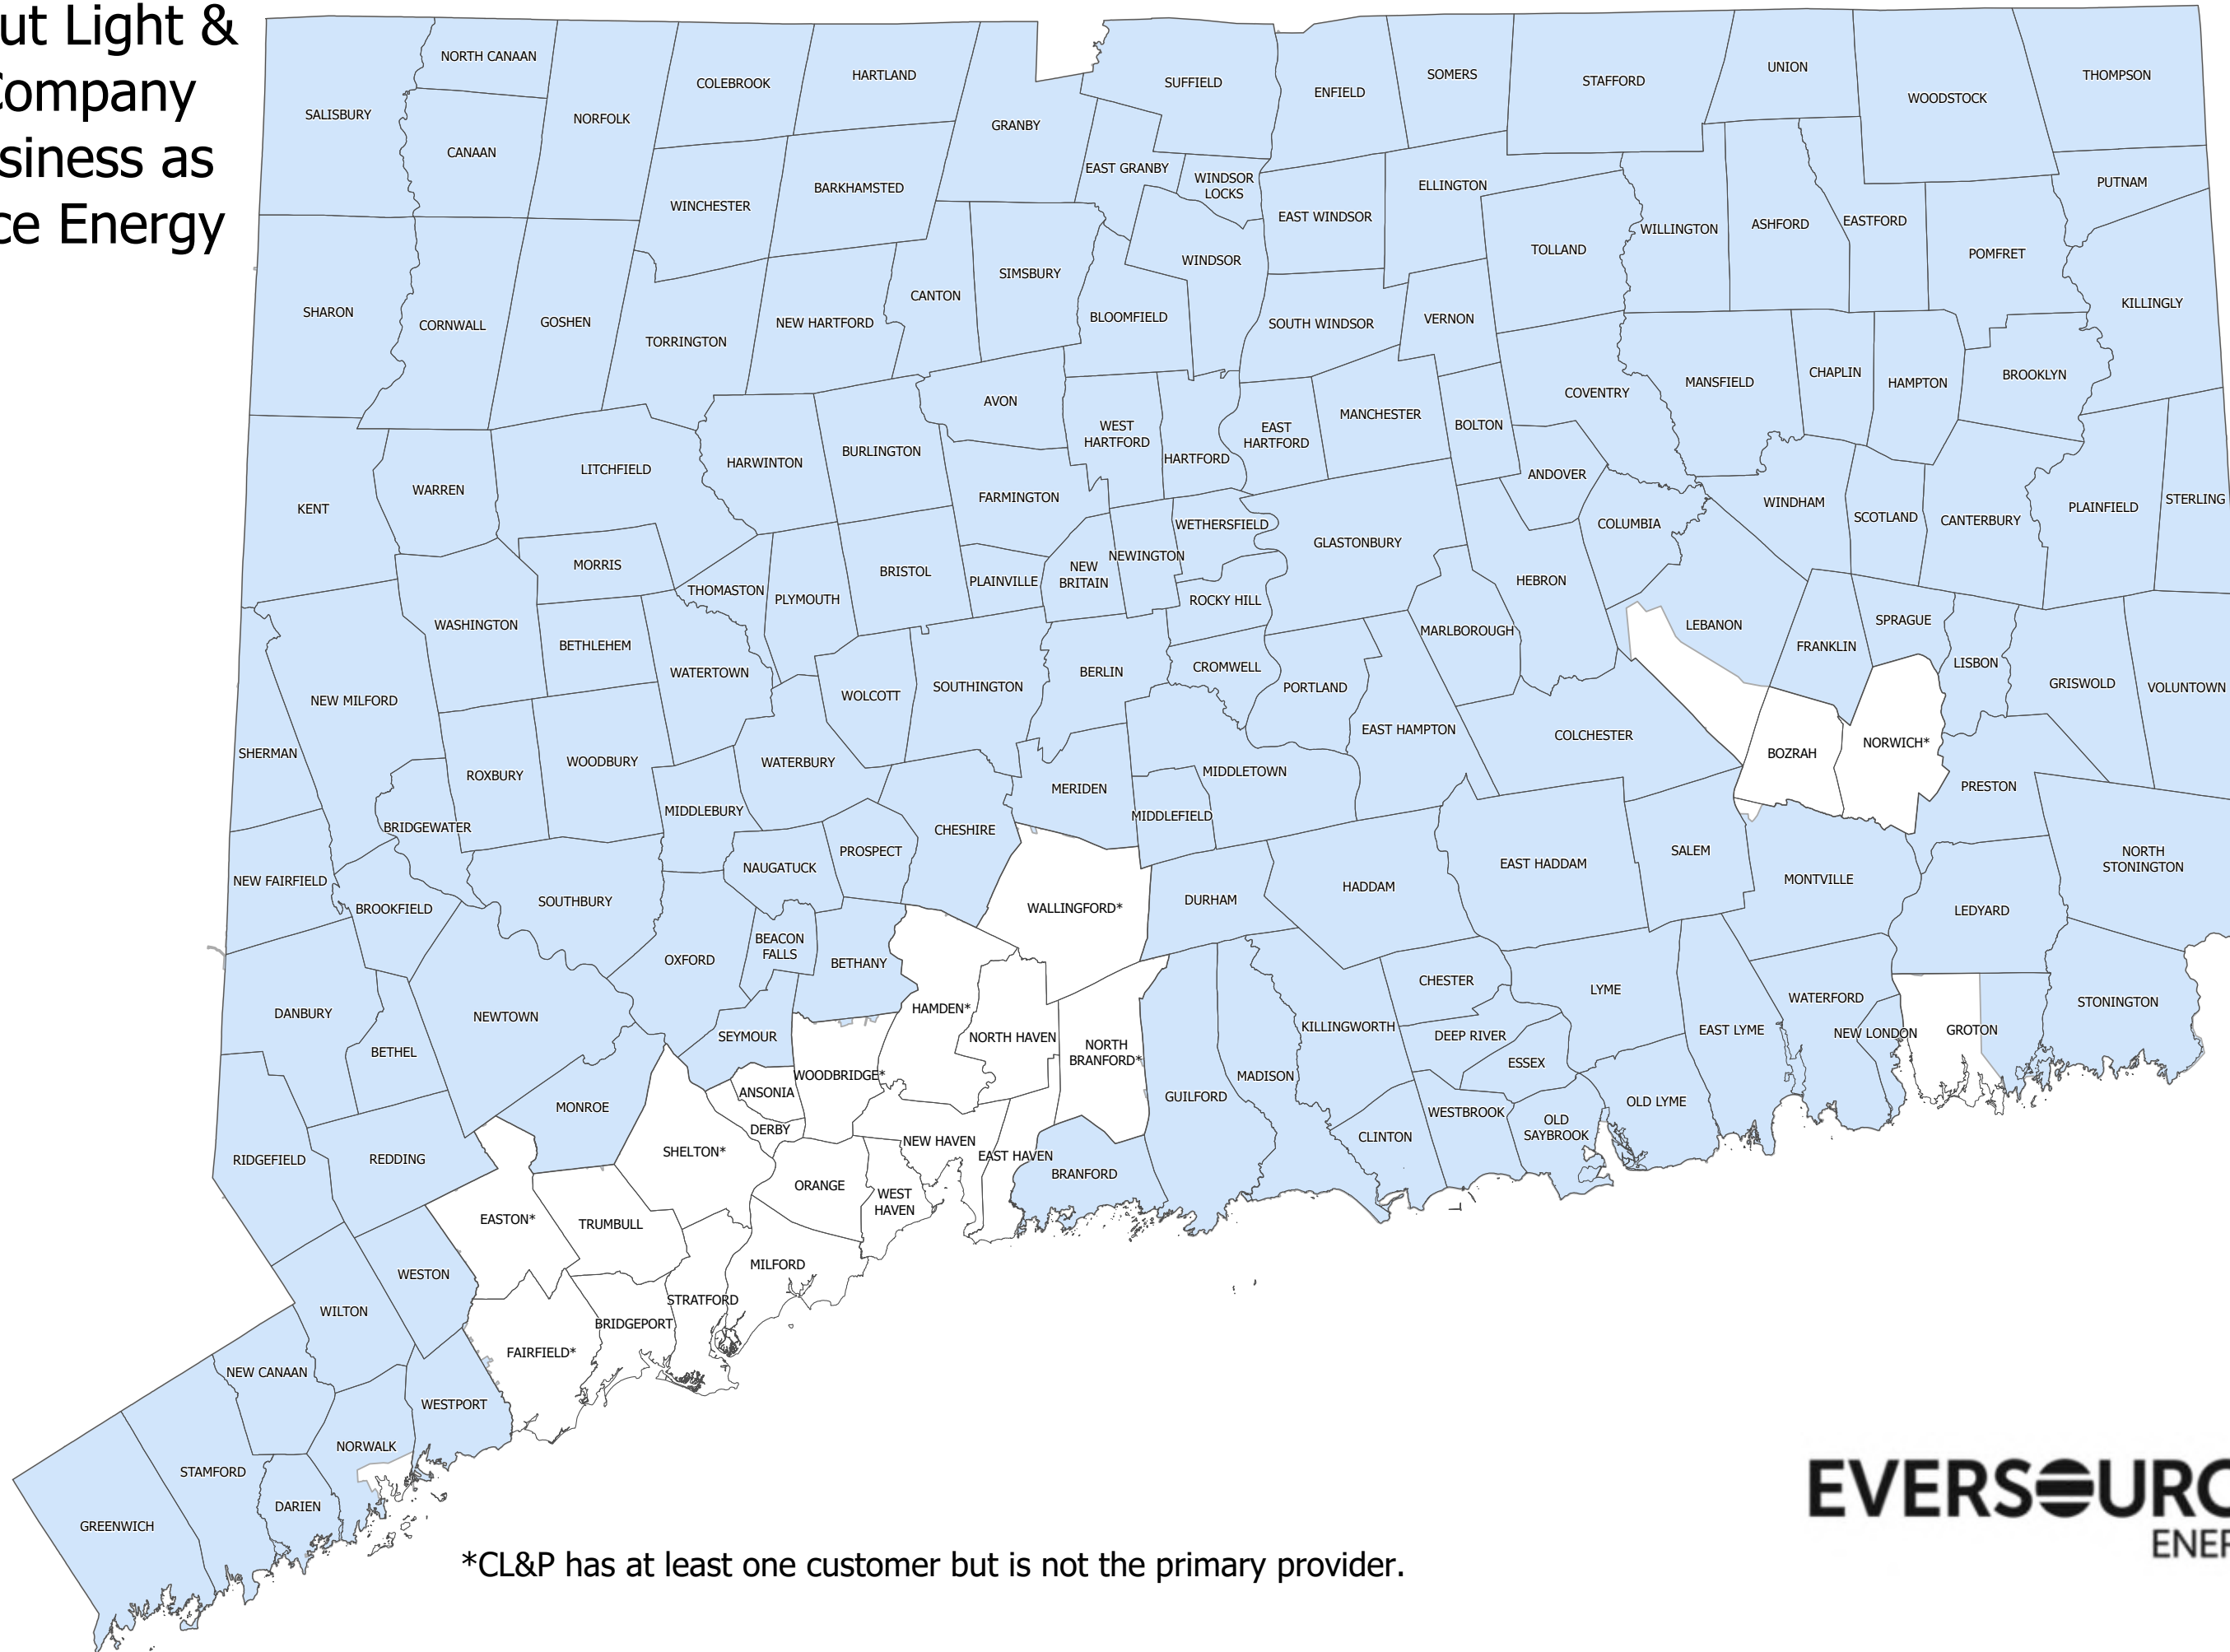 ut Light &
ompany
siness as
ce Energy
NORTH CANAAN
COLEBROOK
HARTLAND
SUFFIELD
ENFIELD
SOMERS
STAFFORD
UNION
WOODSTOCK
THOMPSON
SALISBURY
CANAAN
NORFOLK
GRANBY
EAST GRANBY
WINDSOR
LOCKS
ELLINGTON
PUTNAM
WINCHESTER
BARKHAMSTED
EAST WINDSOR
TOLLAND
WILLINGTON
ASHFORD
EASTFORD
POMFRET
SHARON
CORNWALL
GOSHEN
TORRINGTON
NEW HARTFORD
CANTON
SIMSBURY
BLOOMFIELD
WINDSOR
SOUTH WINDSOR
VERNON
KILLINGLY
COVENTRY
MANSFIELD
CHAPLIN
HAMPTON
BROOKLYN
AVON
WEST
HARTFORD
HARTFORD
EAST
HARTFORD
MANCHESTER
BOLTON
KENT
WARREN
LITCHFIELD
HARWINTON
BURLINGTON
FARMINGTON
ANDOVER
COLUMBIA
WINDHAM
SCOTLAND
CANTERBURY
PLAINFIELD
STERLING
MORRIS
THOMASTON
PLYMOUTH
BRISTOL
PLAINVILLE
NEW
BRITAIN
NEWINGTON
WETHERSFIELD
ROCKY HILL
GLASTONBURY
HEBRON
WASHINGTON
BETHLEHEM
WATERTOWN
WOLCOTT
SOUTHINGTON
BERLIN
CROMWELL
PORTLAND
MARLBOROUGH
LEBANON
FRANKLIN
SPRAGUE
LISBON
GRISWOLD
VOLUNTOWN
NEW MILFORD
SHERMAN
ROXBURY
WOODBURY
WATERBURY
MIDDLEBURY
BRIDGEWATER
MERIDEN
MIDDLETOWN
MIDDLEFIELD
EAST HAMPTON
COLCHESTER
BOZRAH
NORWICH*
PRESTON
NEW FAIRFIELD
BROOKFIELD
SOUTHBURY
NAUGATUCK
PROSPECT
CHESHIRE
WALLINGFORD*
DURHAM
HADDAM
EAST HADDAM
SALEM
MONTVILLE
LEDYARD
NORTH
STONINGTON
DANBURY
BETHEL
NEWTOWN
OXFORD
BEACON
FALLS
BETHANY
SEYMOUR
HAMDEN*
NORTH HAVEN
NORTH
BRANFORD*
GUILFORD
MADISON
KILLINGWORTH
CHESTER
DEEP RIVER
ESSEX
LYME
EAST LYME
WATERFORD
NEW LONDON
GROTON
STONINGTON
RIDGEFIELD
REDDING
MONROE
SHELTON*
ANSONIA
WOODBRIDGE*
DERBY
ORANGE
NEW HAVEN
WEST
HAVEN
EAST HAVEN
BRANFORD
CLINTON
WESTBROOK
OLD
SAYBROOK
OLD LYME
EASTON*
TRUMBULL
MILFORD
STRATFORD
BRIDGEPORT
FAIRFIELD*
WESTON
WILTON
NEW CANAAN
WESTPORT
NORWALK
STAMFORD
DARIEN
GREENWICH
*CL&P has at least one customer but is not the primary provider.
EVERSOURC
ENER